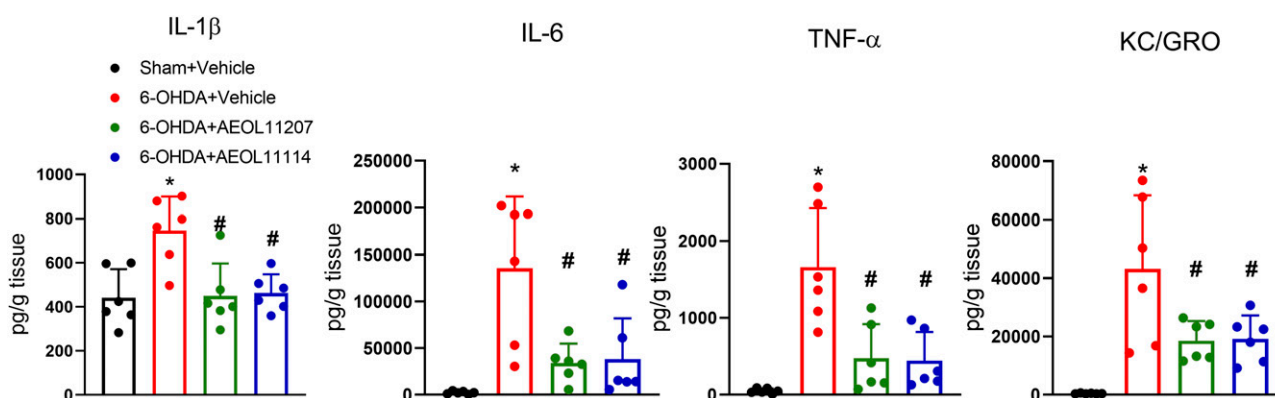 IL-1β
Sham+Vehicle
6-OHDA+Vehicle
6-OHDA+AEOL11207
6-OHDA+AEOL11114
pg/g tissue
1000
800
600
400
200
0
*
#
#
IL-6
pg/g tissue
250000
200000
150000
100000
50000
0
*
#
#
TNF-α
pg/g tissue
3000
2000
1000
0
*
#
#
KC/GRO
pg/g tissue
80000
60000
40000
20000
0
*
#
#